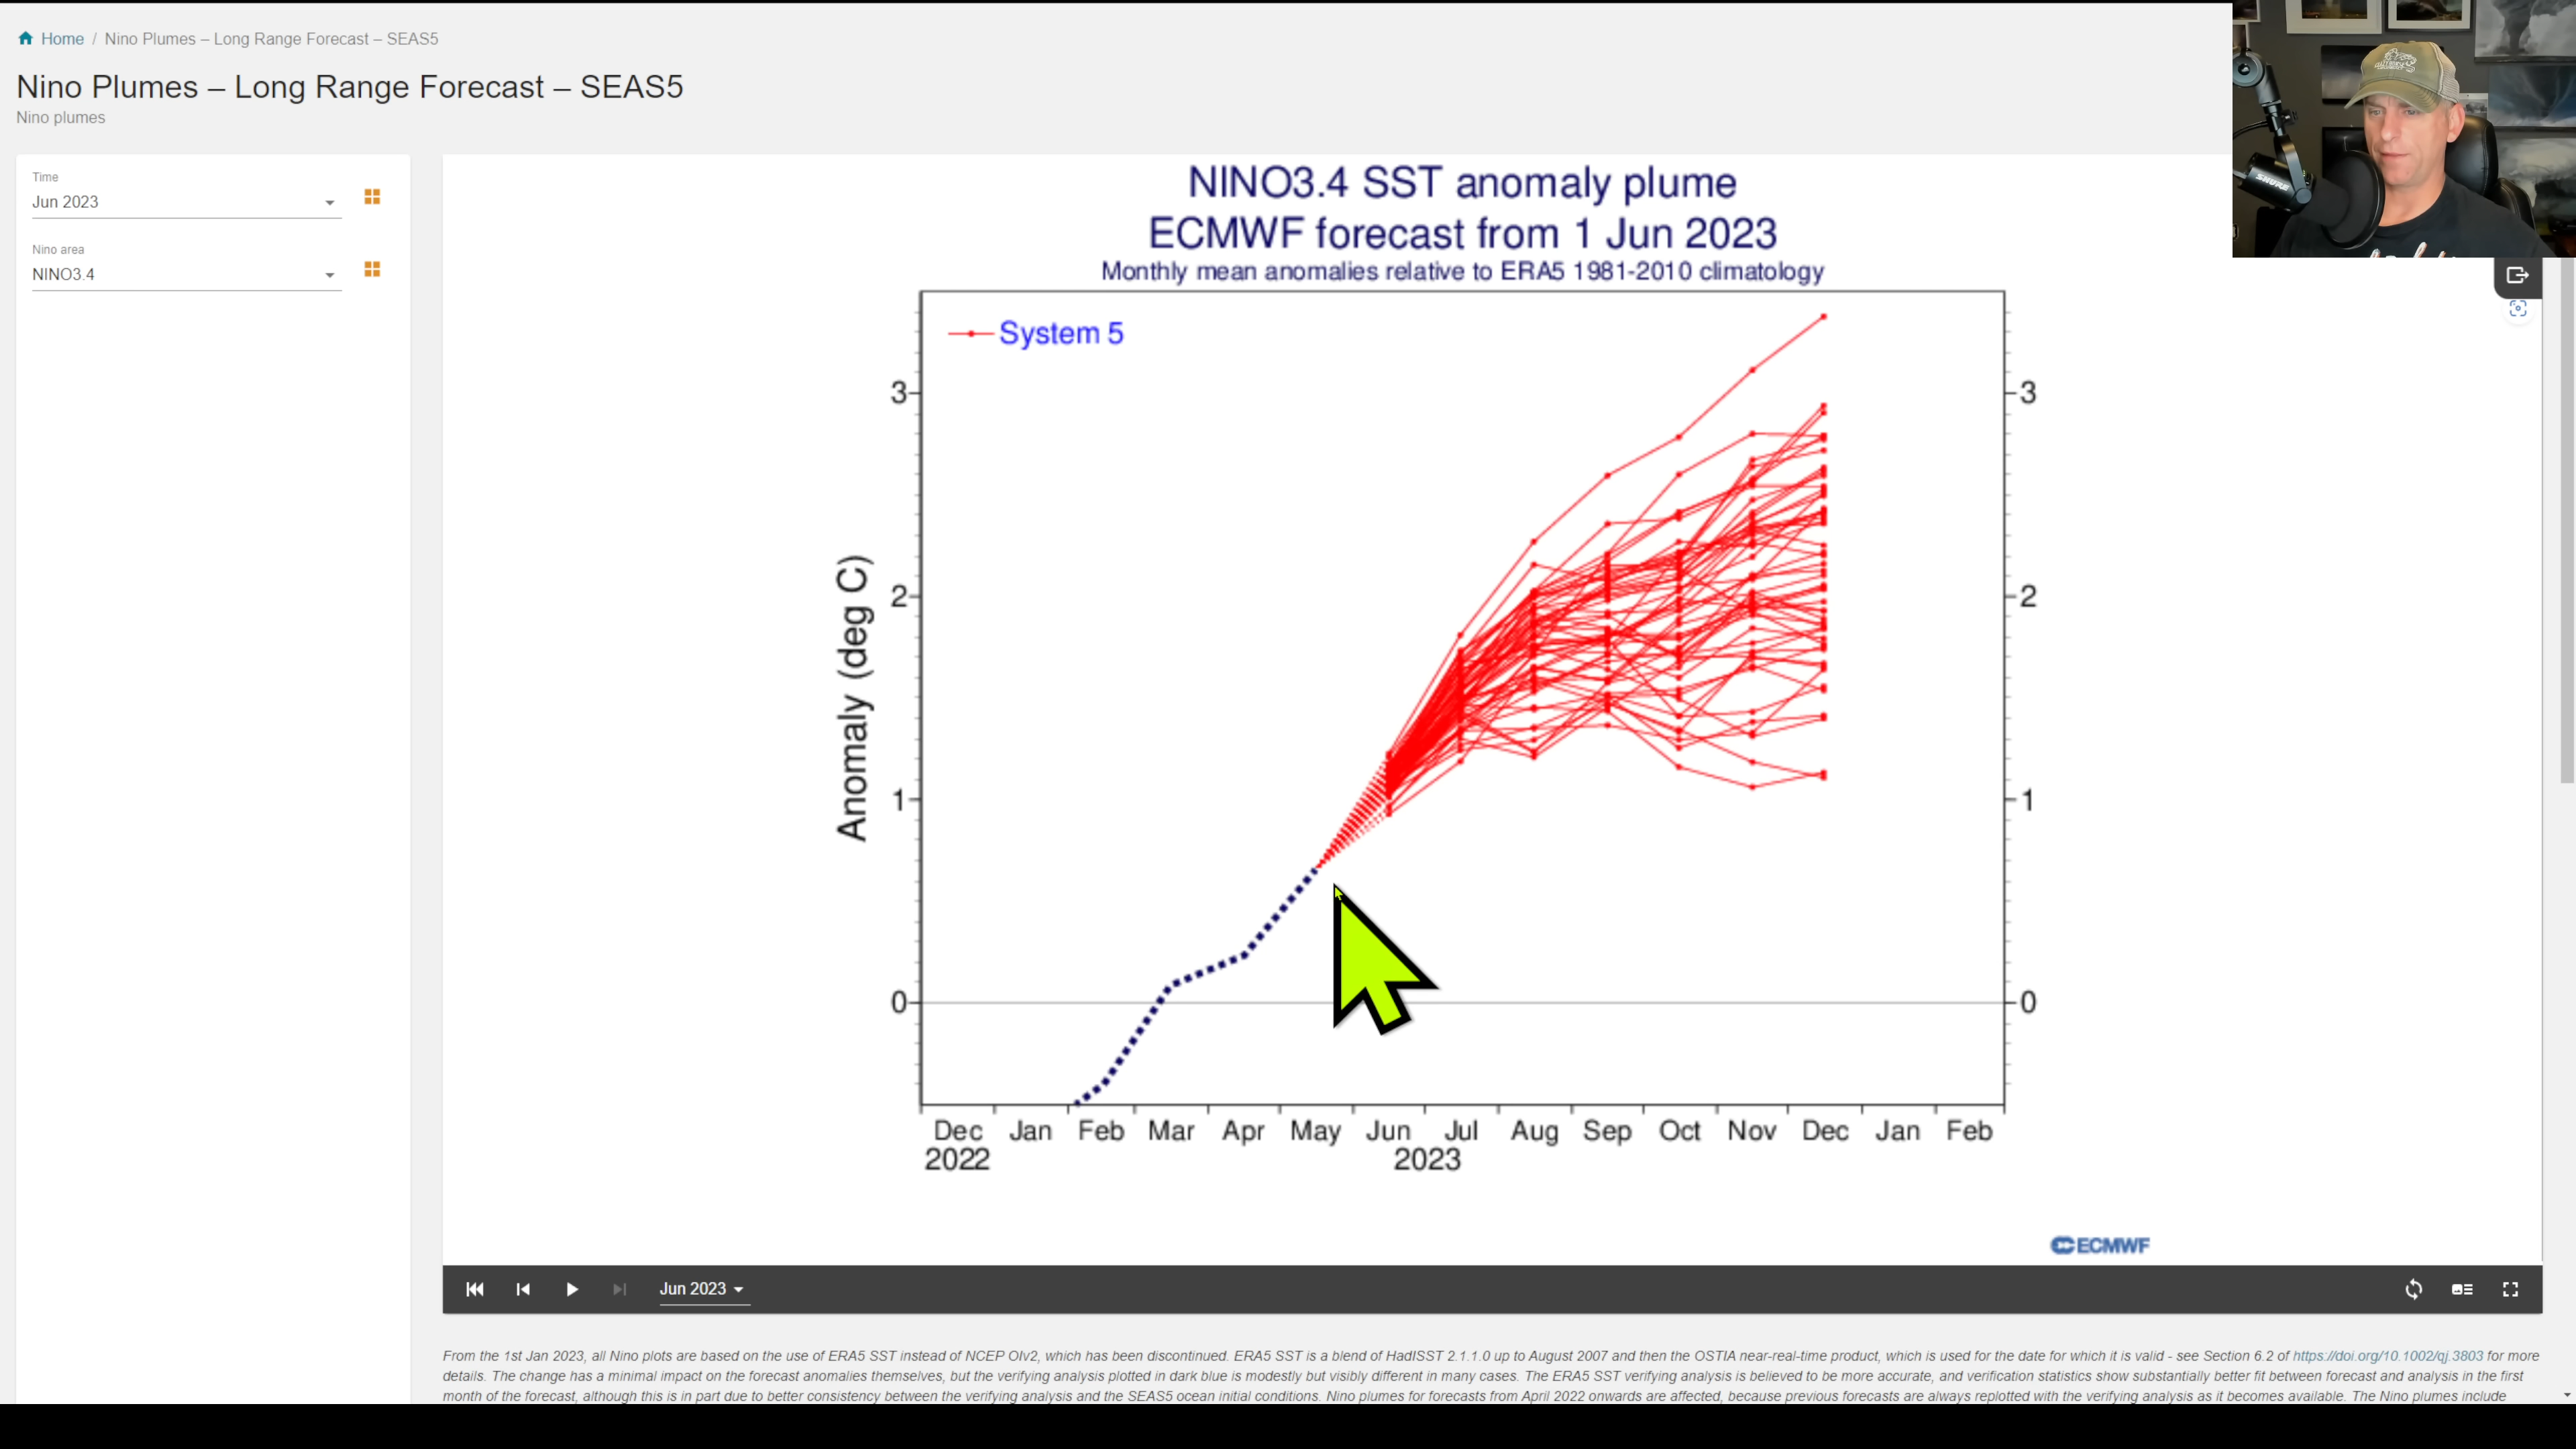 Home / Nino Plumes – Long Range Forecast – SEAS5
Nino Plumes – Long Range Forecast – SEAS5
Nino plumes
Time
Jun 2023
Nino area
NINO3.4
NINO3.4 SST anomaly plume
ECMWF forecast from 1 Jun 2023
Monthly mean anomalies relative to ERA5 1981-2010 climatology
System 5
3 3
2 2
1 1
0 0
Anomaly (deg C)
Dec Jan Feb Mar Apr May Jun Jul Aug Sep Oct Nov Dec Jan Feb
2022 2023
ECMWF
Jun 2023
From the 1st Jan 2023, all Nino plots are based on the use of ERA5 SST instead of NCEP OIv2, which has been discontinued. ERA5 SST is a blend of HadISST 2.1.1.0 up to August 2007 and then the OSTIA near-real-time product, which is used for the date for which it is valid - see Section 6.2 of https://doi.org/10.1002/qj.3803 for more
details. The change has a minimal impact on the forecast anomalies themselves, but the verifying analysis plotted in dark blue is modestly but visibly different in many cases. The ERA5 SST verifying analysis is believed to be more accurate, and verification statistics show substantially better fit between forecast and analysis in the first
month of the forecast, although this is in part due to better consistency between the verifying analysis and the SEAS5 ocean initial conditions. Nino plumes for forecasts from April 2022 onwards are affected, because previous forecasts are always replotted with the verifying analysis as it becomes available. The Nino plumes include
SHURE